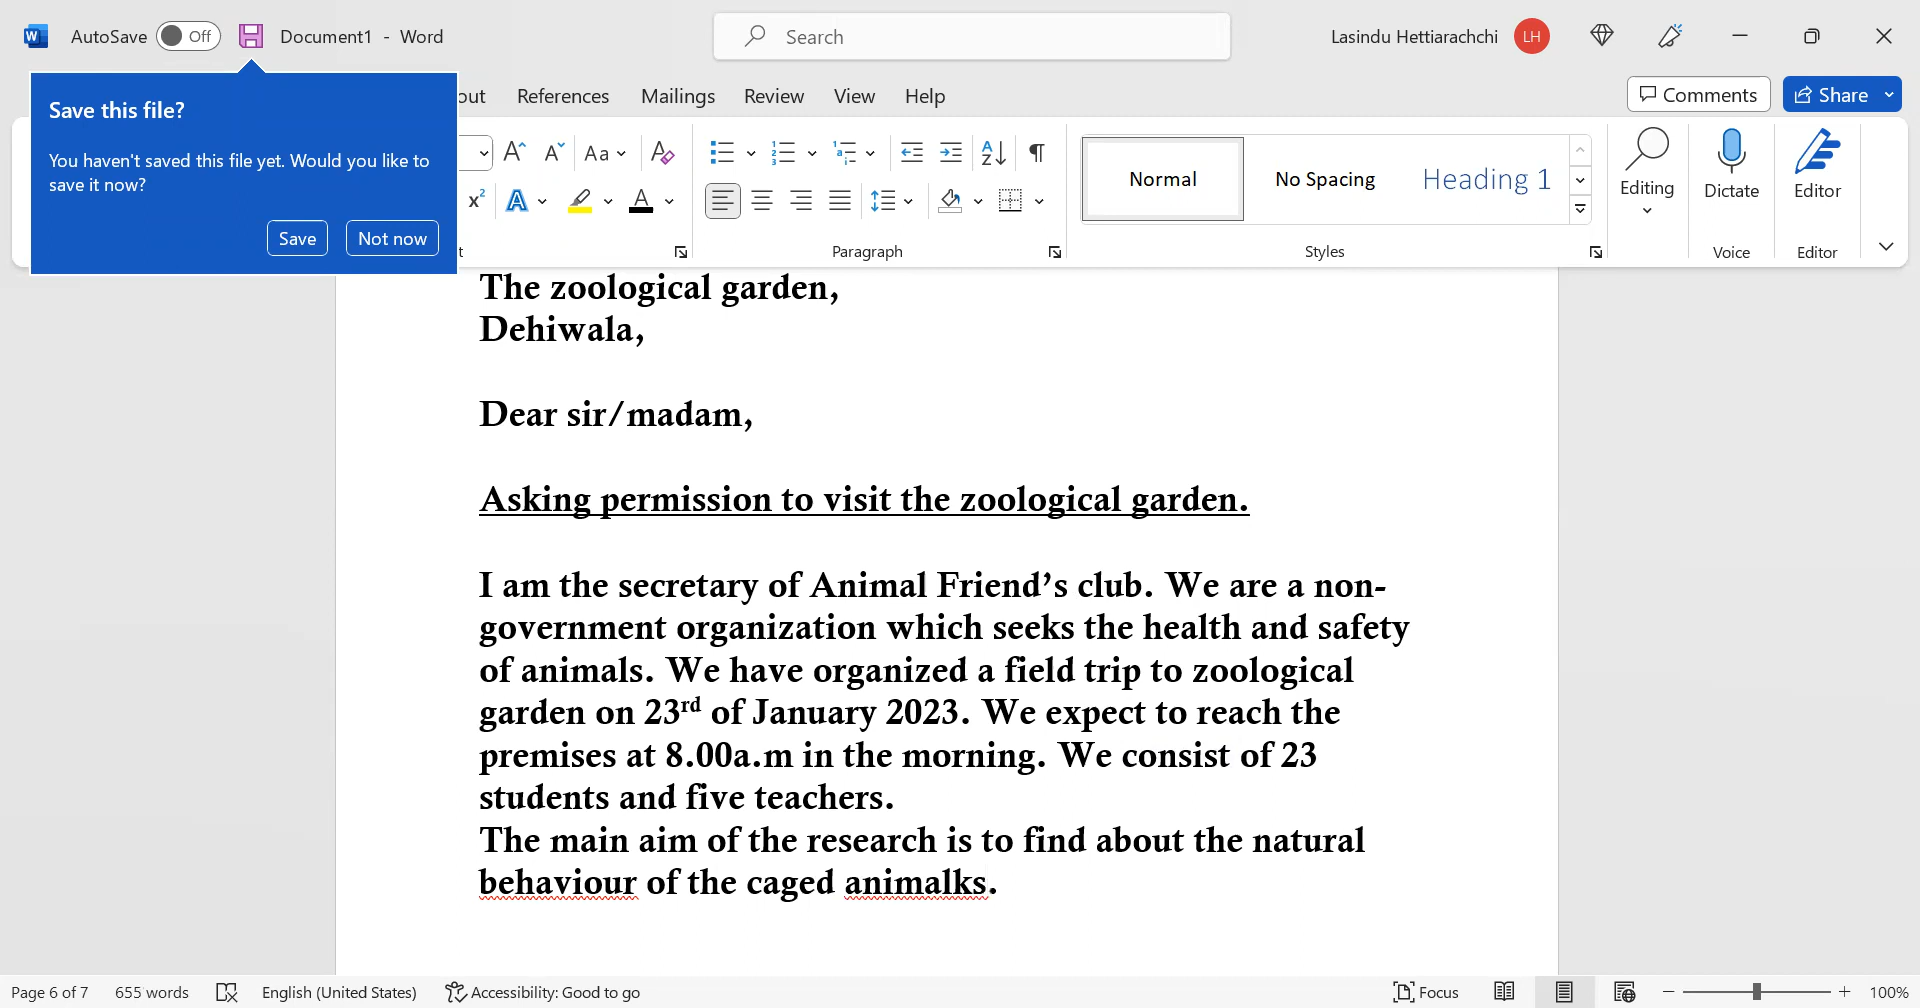 AutoSave Off Document1 - Word Search Lasindu Hettiarachchi LH
out References Mailings Review View Help Comments Share
Save this file?
You haven't saved this file yet. Would you like to
save it now?
Save Not now
Aa
Normal No Spacing Heading 1
Editing Dictate Editor
t Paragraph Styles Voice Editor
The zoological garden,
Dehiwala,
Dear sir/madam,
Asking permission to visit the zoological garden.
I am the secretary of Animal Friend’s club. We are a non-
government organization which seeks the health and safety
of animals. We have organized a field trip to zoological
garden on 23rd of January 2023. We expect to reach the
premises at 8.00a.m in the morning. We consist of 23
students and five teachers.
The main aim of the research is to find about the natural
behaviour of the caged animalks.
Page 6 of 7 655 words English (United States) Accessibility: Good to go Focus 100%